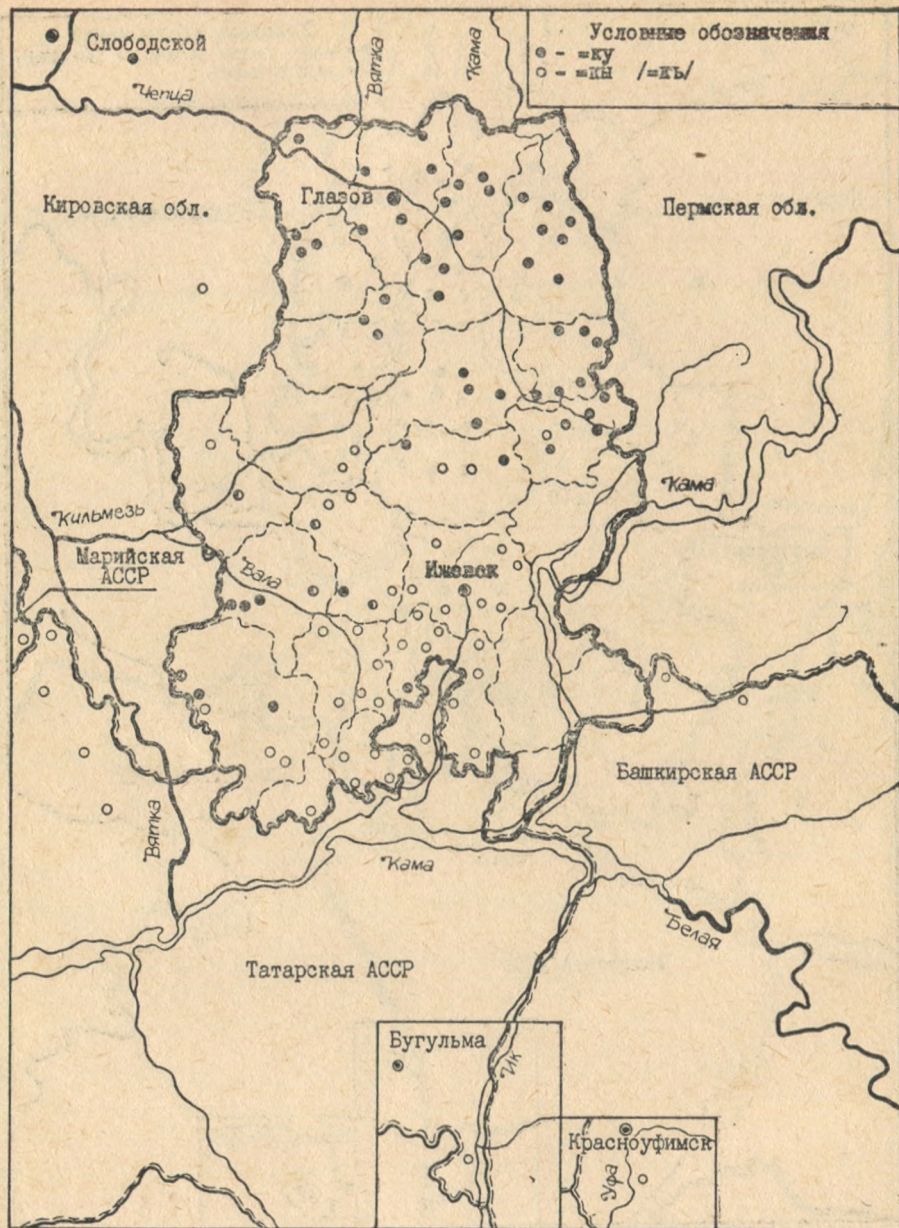 Условные обозначения
- =ку
- =кы /=къ/
Слободской
Чепца
Вятка
Кама
Кировская обл.
Глазов
Пермская обл.
Кильмезь
Кама
Марийская
АССР
Вала
Ижевск
Башкирская АССР
Вятка
Кама
Белая
Татарская АССР
Бугульма
Ик
Красноуфимск
Уфа